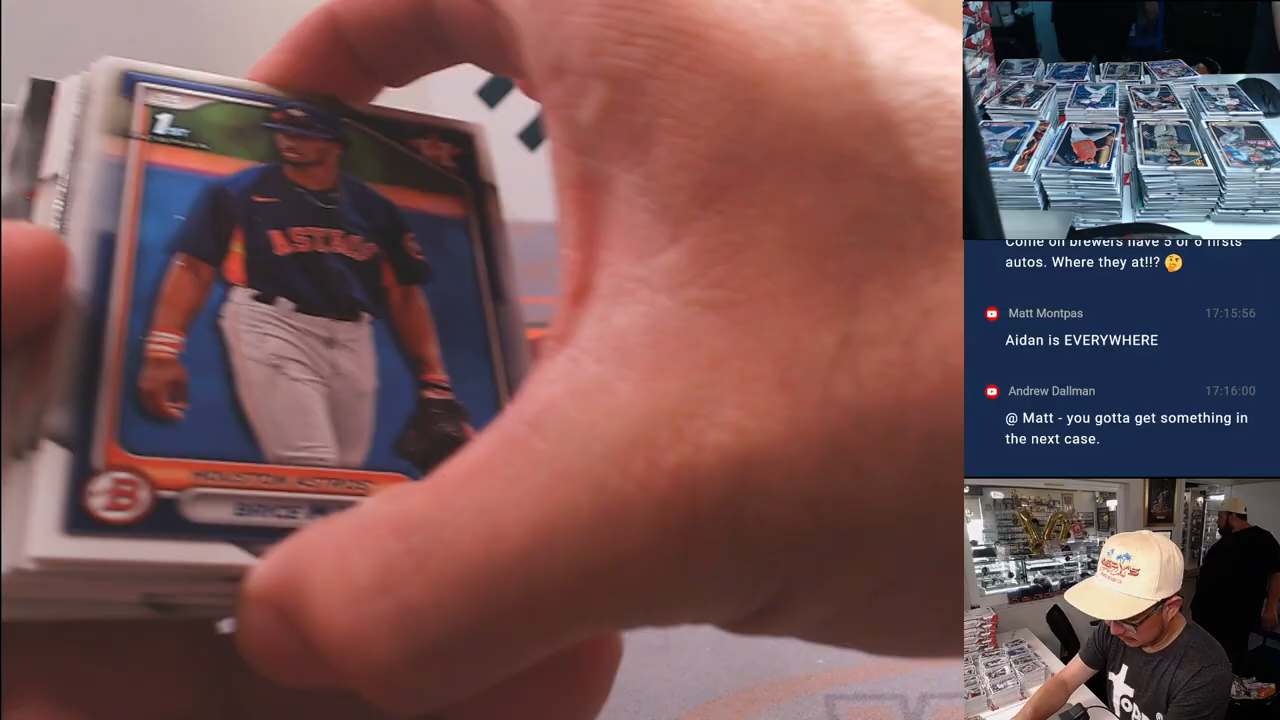 1st
ASTROS
HOUSTON ASTROS
BRYCE
B
Come on brewers have 5 or 6 firsts
autos. Where they at!!? 🤔
Matt Montpas 17:15:56
Aidan is EVERYWHERE
Andrew Dallman 17:16:00
@ Matt - you gotta get something in
the next case.